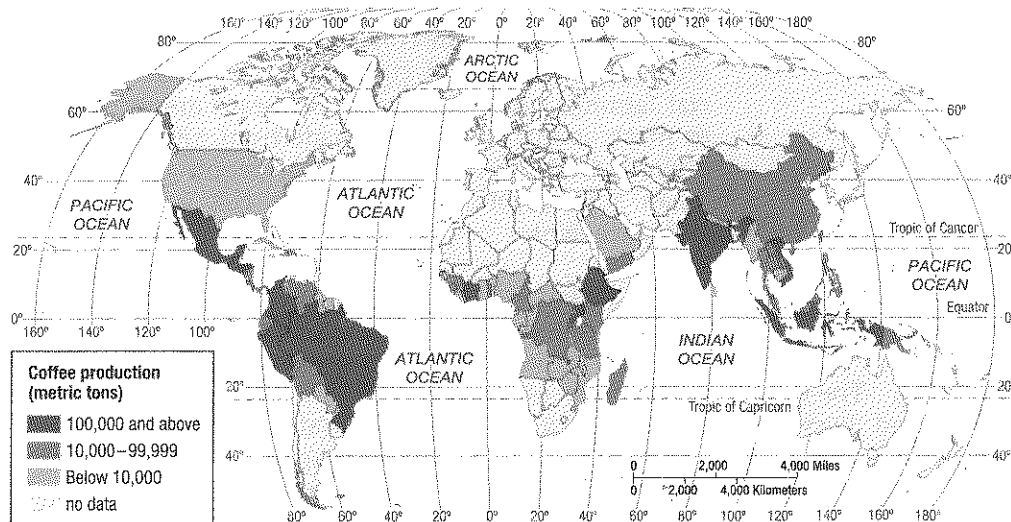 160° 140° 120° 80° 40° 20° 0° 20° 40° 60° 80° 100° 120° 160° 180°
80° 80°
ARCTIC
OCEAN
60° 60°
40° 40°
PACIFIC
OCEAN
ATLANTIC
OCEAN
Tropic of Cancer
20° 20°
PACIFIC
OCEAN
Equator
0° 0° 0°
160° 140° 120° 100°
ATLANTIC
OCEAN
INDIAN
OCEAN
20° 20°
Tropic of Capricorn
40° 40°
Coffee production
(metric tons)
100,000 and above
10,000–99,999
Below 10,000
no data
0 2,000 4,000 Miles
0 2,000 4,000 Kilometers
80° 60° 40° 20° 0° 20° 40° 60° 80° 100° 120° 140° 160° 180°